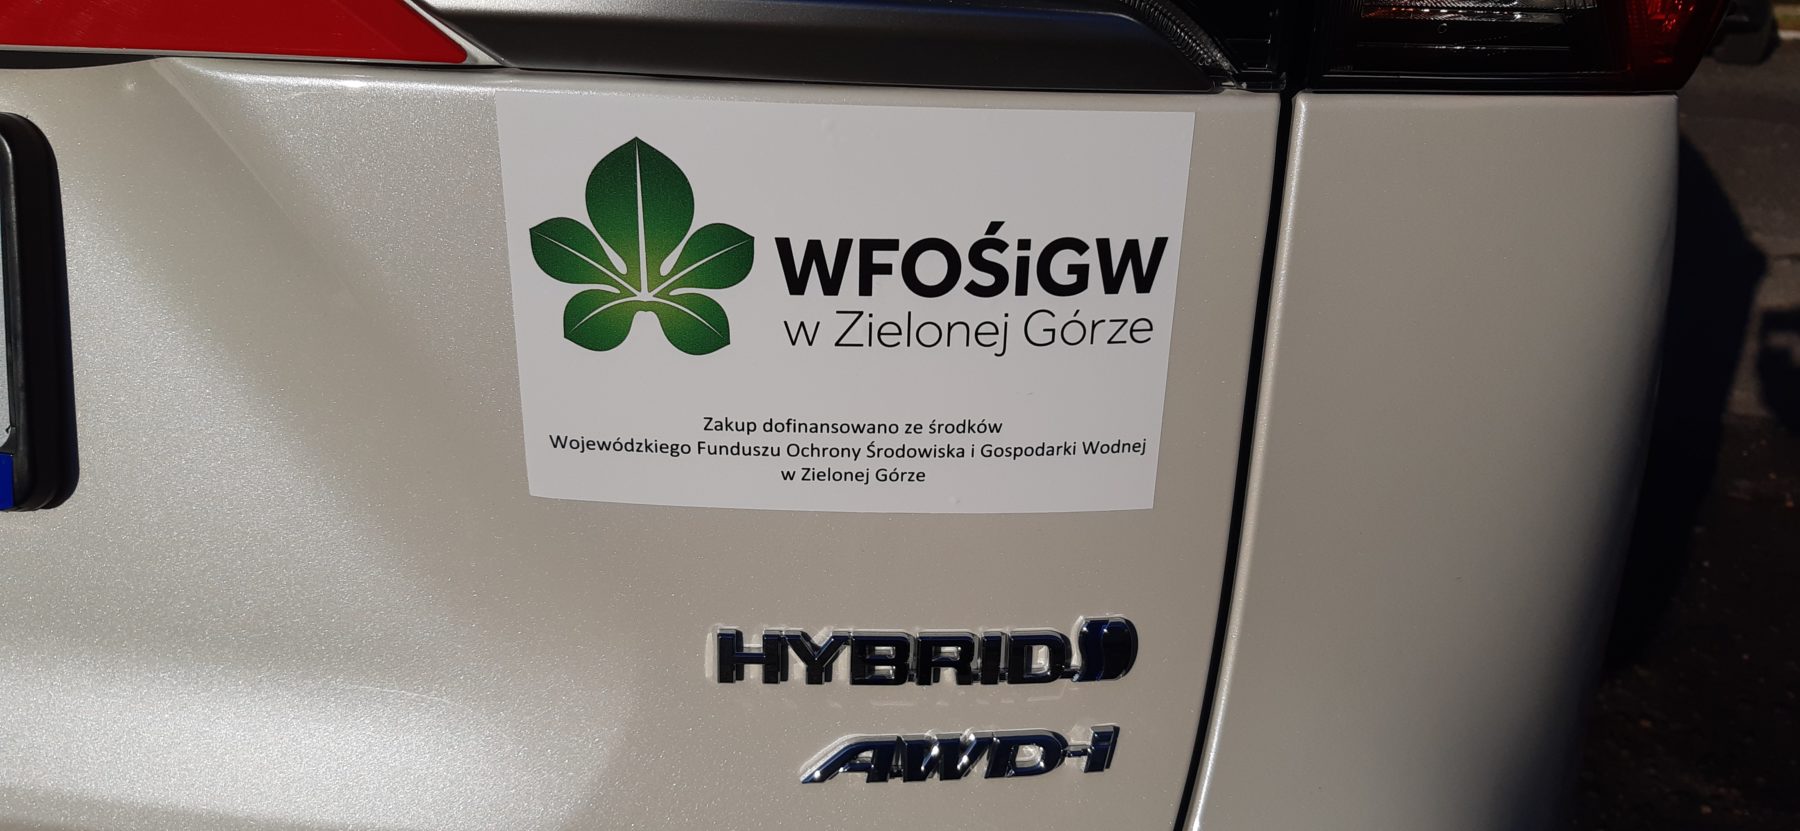 WFOŚiGW
w Zielonej Górze
Zakup dofinansowano ze środków
Wojewódzkiego Funduszu Ochrony Środowiska i Gospodarki Wodnej
w Zielonej Górze
HYBRID
AWD-i